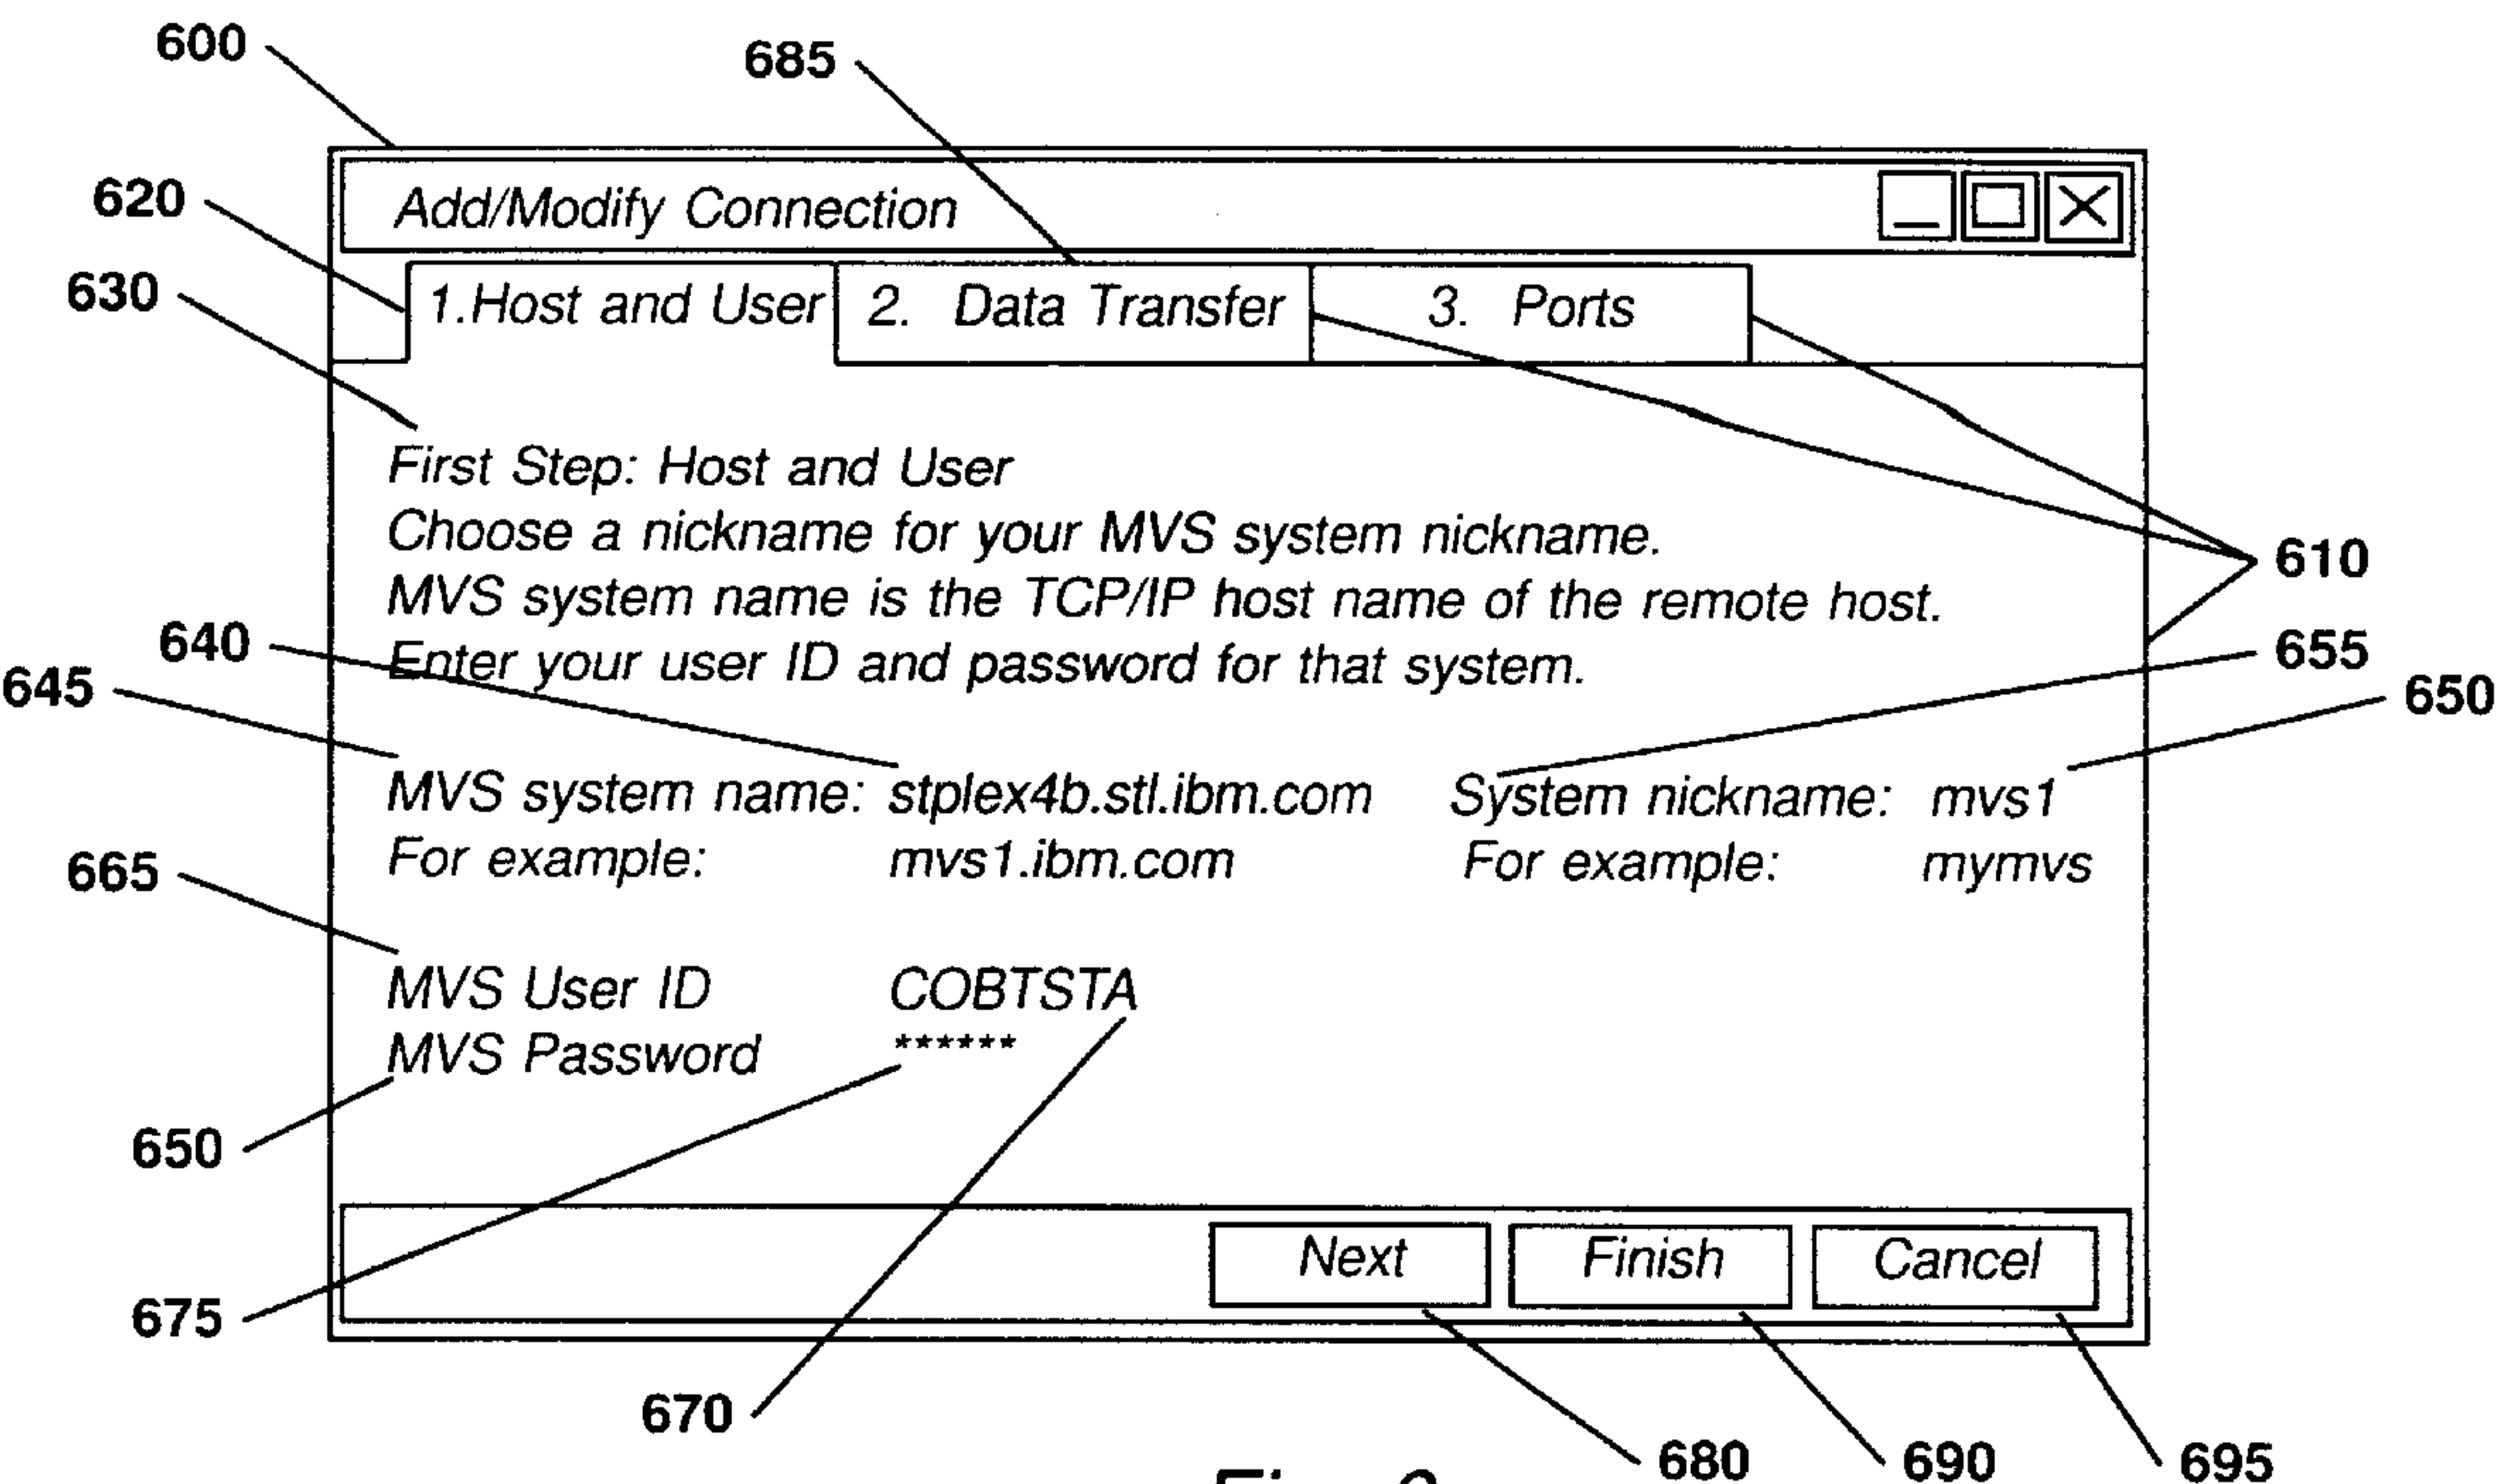 600
685
620
Add/Modify Connection
630
1.Host and User 2. Data Transfer 3. Ports
First Step: Host and User
Choose a nickname for your MVS system nickname.
610
MVS system name is the TCP/IP host name of the remote host.
640
655
Enter your user ID and password for that system.
645
650
MVS system name: stplex4b.stl.ibm.com System nickname: mvs1
For example: mvs1.ibm.com For example: mymvs
665
MVS User ID COBTSTA
MVS Password ******
650
Next Finish Cancel
675
670
680 690 695